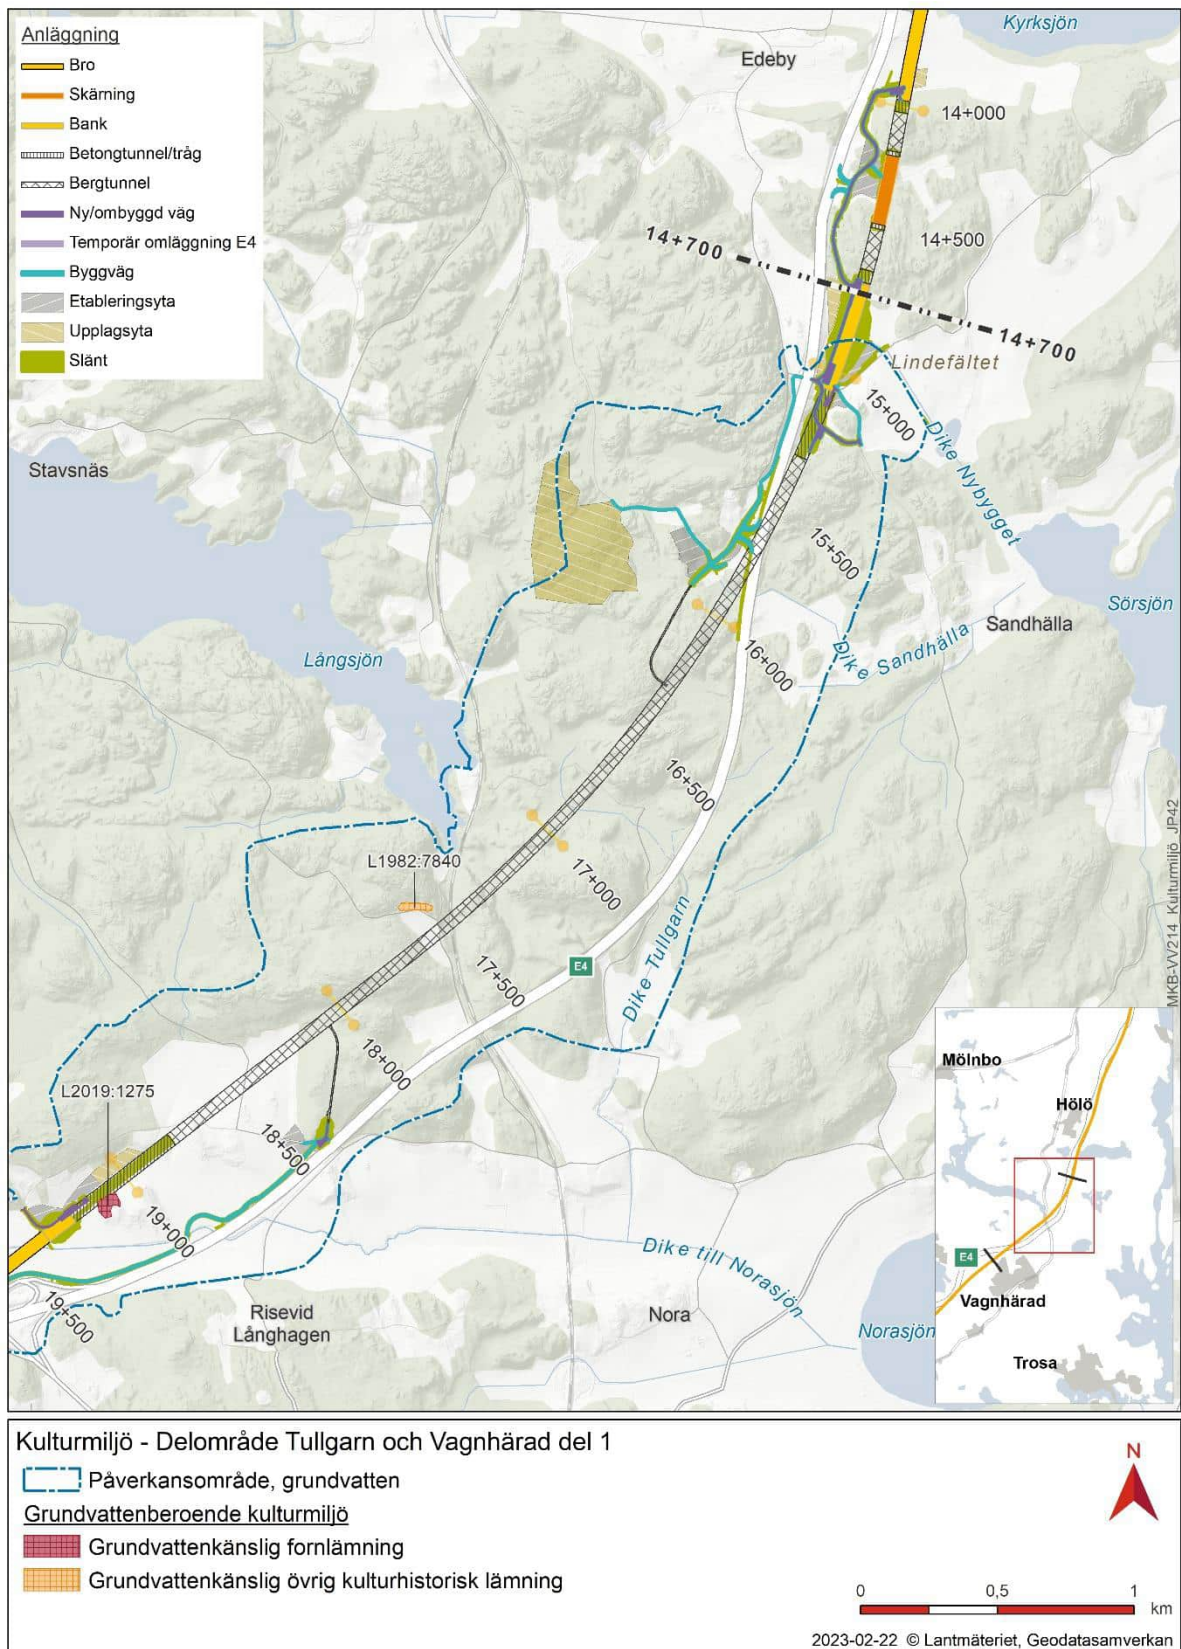 Anläggning
Bro
Skärning
Bank
Betongtunnel/tråg
Bergtunnel
Ny/ombyggd väg
Temporär omläggning E4
Byggväg
Etableringsyta
Upplagsyta
Slänt
Kyrksjön
Edeby
14+000
14+500
14+700
14+700
Lindefältet
15+000
Dike Nybygget
Stavsnäs
15+500
Sörsjön
Sandhälla
Dike Sandhälla
Långsjön
16+000
16+500
L1982:7840
17+000
Dike Tullgarn
17+500
E4
18+000
L2019:1275
18+500
19+000
19+500
Dike till Norasjön
Risevid
Långhagen
Nora
Norasjön
MKB-VV214 Kulturmiljö JP42
Mölnbo
Hölö
E4
Vagnhärad
Trosa
Kulturmiljö - Delområde Tullgarn och Vagnhärad del 1
Påverkansområde, grundvatten
Grundvattenberoende kulturmiljö
Grundvattenkänslig fornlämning
Grundvattenkänslig övrig kulturhistorisk lämning
N
0 0,5 1
km
2023-02-22 © Lantmäteriet, Geodatasamverkan